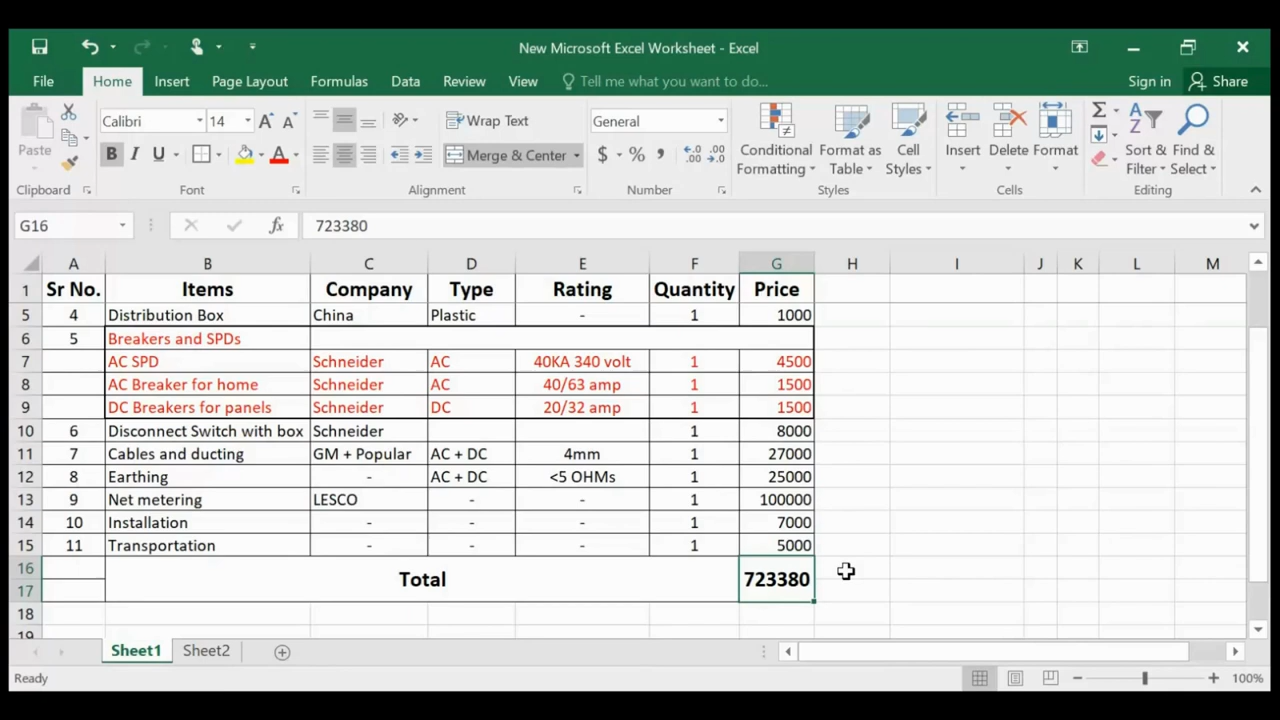 New Microsoft Excel Worksheet - Excel
File Home Insert Page Layout Formulas Data Review View Tell me what you want to do... Sign in Share
Paste Calibri 14 A A Wrap Text General Conditional Formatting Format as Table Cell Styles Insert Delete Format Sort & Filter Find & Select
B I U A Merge & Center $ % ,
Clipboard Font Alignment Number Styles Cells Editing
G16 fx 723380
A B C D E F G H I J K L M
1 Sr No. Items Company Type Rating Quantity Price
5 4 Distribution Box China Plastic - 1 1000
6 5 Breakers and SPDs
7 AC SPD Schneider AC 40KA 340 volt 1 4500
8 AC Breaker for home Schneider AC 40/63 amp 1 1500
9 DC Breakers for panels Schneider DC 20/32 amp 1 1500
10 6 Disconnect Switch with box Schneider 1 8000
11 7 Cables and ducting GM + Popular AC + DC 4mm 1 27000
12 8 Earthing - AC + DC <5 OHMs 1 25000
13 9 Net metering LESCO - - 1 100000
14 10 Installation - - - 1 7000
15 11 Transportation - - - 1 5000
16 Total 723380
17
18
19
Sheet1 Sheet2
Ready 100%